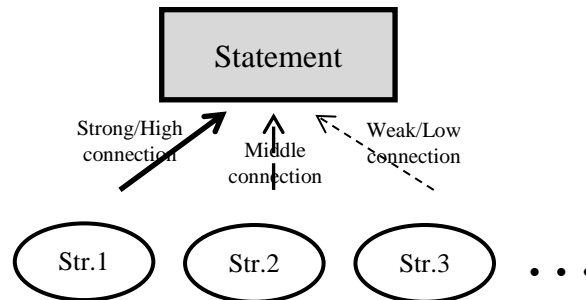 Statement
Strong/High
connection
Middle
connection
Weak/Low
connection
Str.1
Str.2
Str.3
. . .